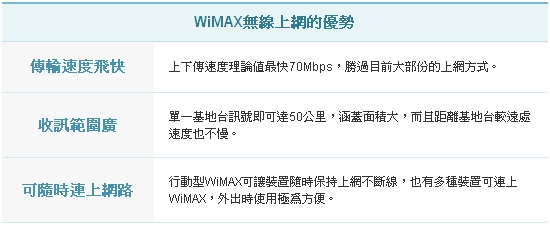 WiMAX無線上網的優勢
傳輸速度飛快
上下傳速度理論值最快70Mbps，勝過目前大部份的上網方式。
收訊範圍廣
單一基地台訊號即可達50公里，涵蓋面積大，而且距離基地台較遠處
速度也不慢。
可隨時連上網路
行動型WiMAX可讓裝置隨時保持上網不斷線，也有多種裝置可連上
WiMAX，外出時使用極為方便。